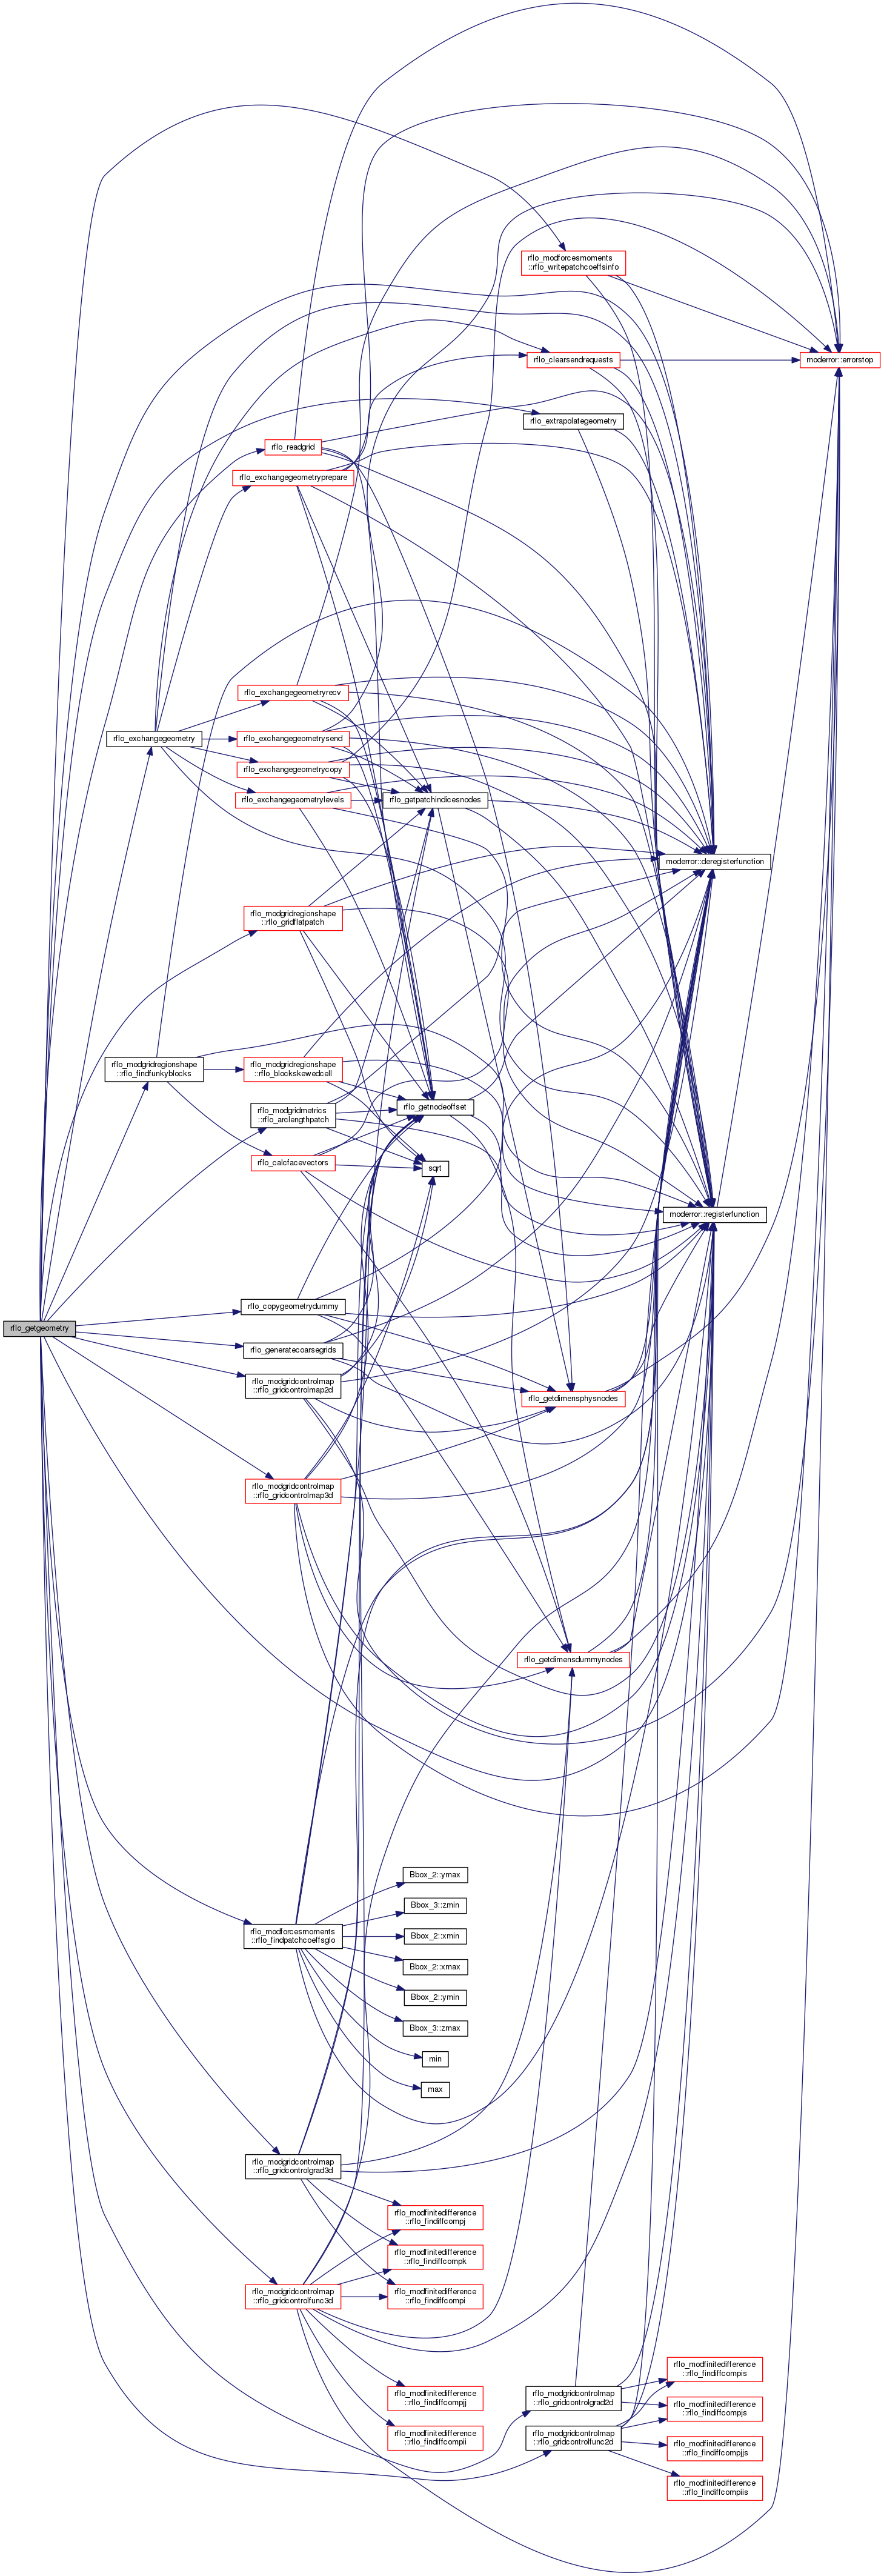 rflo_modforcesmoments
::rflo_writepatchcoeffsinfo
moderror::errorstop
rflo_clearsendrequests
rflo_extrapolategeometry
rflo_readgrid
rflo_exchangegeometryprepare
rflo_exchangegeometryrecv
rflo_exchangegeometry
rflo_exchangegeometrysend
rflo_exchangegeometrycopy
rflo_exchangegeometrylevels
rflo_getpatchindicesnodes
moderror::deregisterfunction
rflo_modgridregionshape
::rflo_gridflatpatch
rflo_modgridregionshape
::rflo_findfunkyblocks
rflo_modgridregionshape
::rflo_blockskewedcell
rflo_getnodeoffset
rflo_modgridmetrics
::rflo_arclengthpatch
rflo_calcfacevectors
sqrt
moderror::registerfunction
rflo_copygeometrydummy
rflo_getgeometry
rflo_generatecoarsegrids
rflo_modgridcontrolmap
::rflo_gridcontrolmap2d
rflo_getdimensphysnodes
rflo_modgridcontrolmap
::rflo_gridcontrolmap3d
rflo_getdimensdummynodes
Bbox_2::ymax
Bbox_3::zmin
rflo_modforcesmoments
::rflo_findpatchcoeffsglo
Bbox_2::xmin
Bbox_2::xmax
Bbox_2::ymin
Bbox_3::zmax
min
max
rflo_modgridcontrolmap
::rflo_gridcontrolgrad3d
rflo_modfinitedifference
::rflo_findiffcompj
rflo_modfinitedifference
::rflo_findiffcompk
rflo_modgridcontrolmap
::rflo_gridcontrolfunc3d
rflo_modfinitedifference
::rflo_findiffcompi
rflo_modfinitedifference
::rflo_findiffcompjj
rflo_modfinitedifference
::rflo_findiffcompii
rflo_modgridcontrolmap
::rflo_gridcontrolgrad2d
rflo_modgridcontrolmap
::rflo_gridcontrolfunc2d
rflo_modfinitedifference
::rflo_findiffcompis
rflo_modfinitedifference
::rflo_findiffcompjs
rflo_modfinitedifference
::rflo_findiffcompjjs
rflo_modfinitedifference
::rflo_findiffcompiis